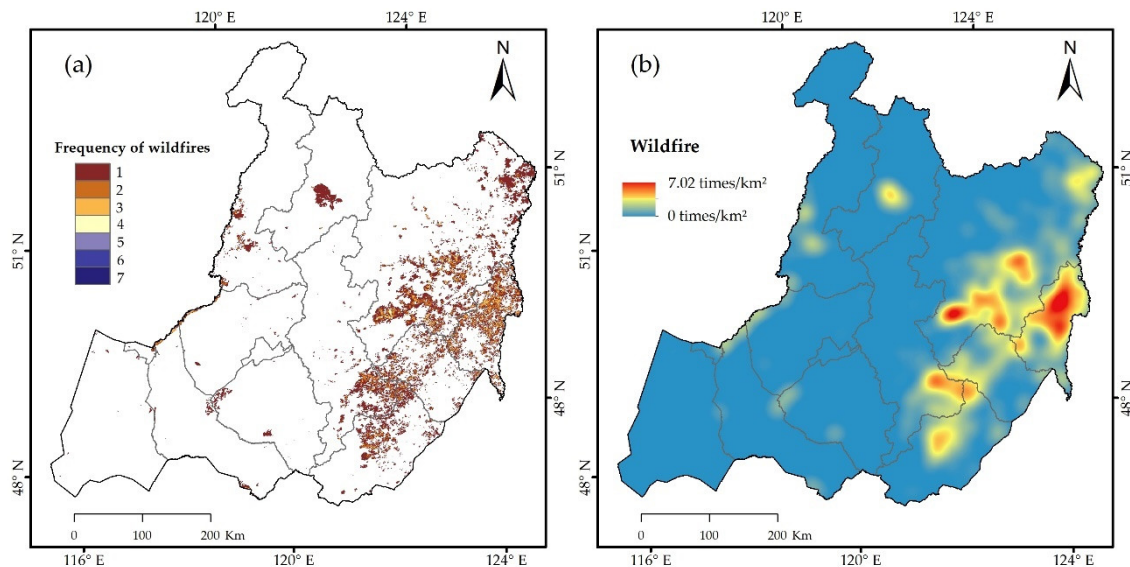 120° E
124° E
(a)
N
Frequency of wildfires
1
2
3
4
5
6
7
51° N
51° N
48° N
48° N
0
100
200 Km
116° E
120° E
124° E
120° E
124° E
(b)
N
Wildfire
7.02 times/km²
0 times/km²
51° N
51° N
48° N
48° N
0
100
200 Km
116° E
120° E
124° E